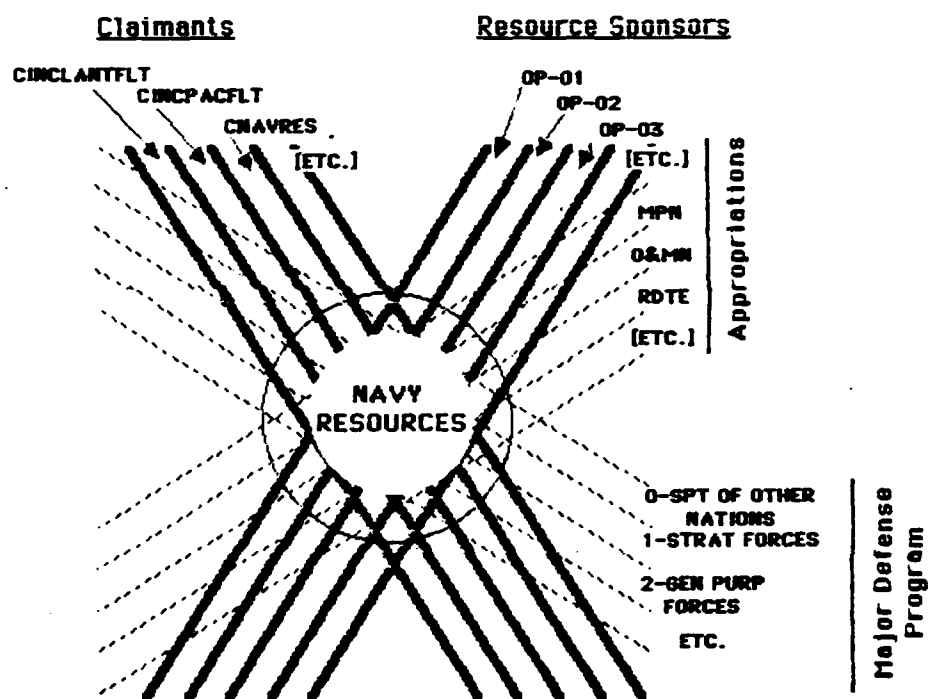 Claimants
Resource Sponsors
CINCLANTFLT
CINCPACFLT
CNAVRES
[ETC.]
OP-01
OP-02
OP-03
[ETC.]
MPN
O&MN
RDTE
[ETC.]
Appropriations
NAVY
RESOURCES
0-SPT OF OTHER
NATIONS
1-STRAT FORCES
2-GEN PURP
FORCES
ETC.
Major Defense
Program